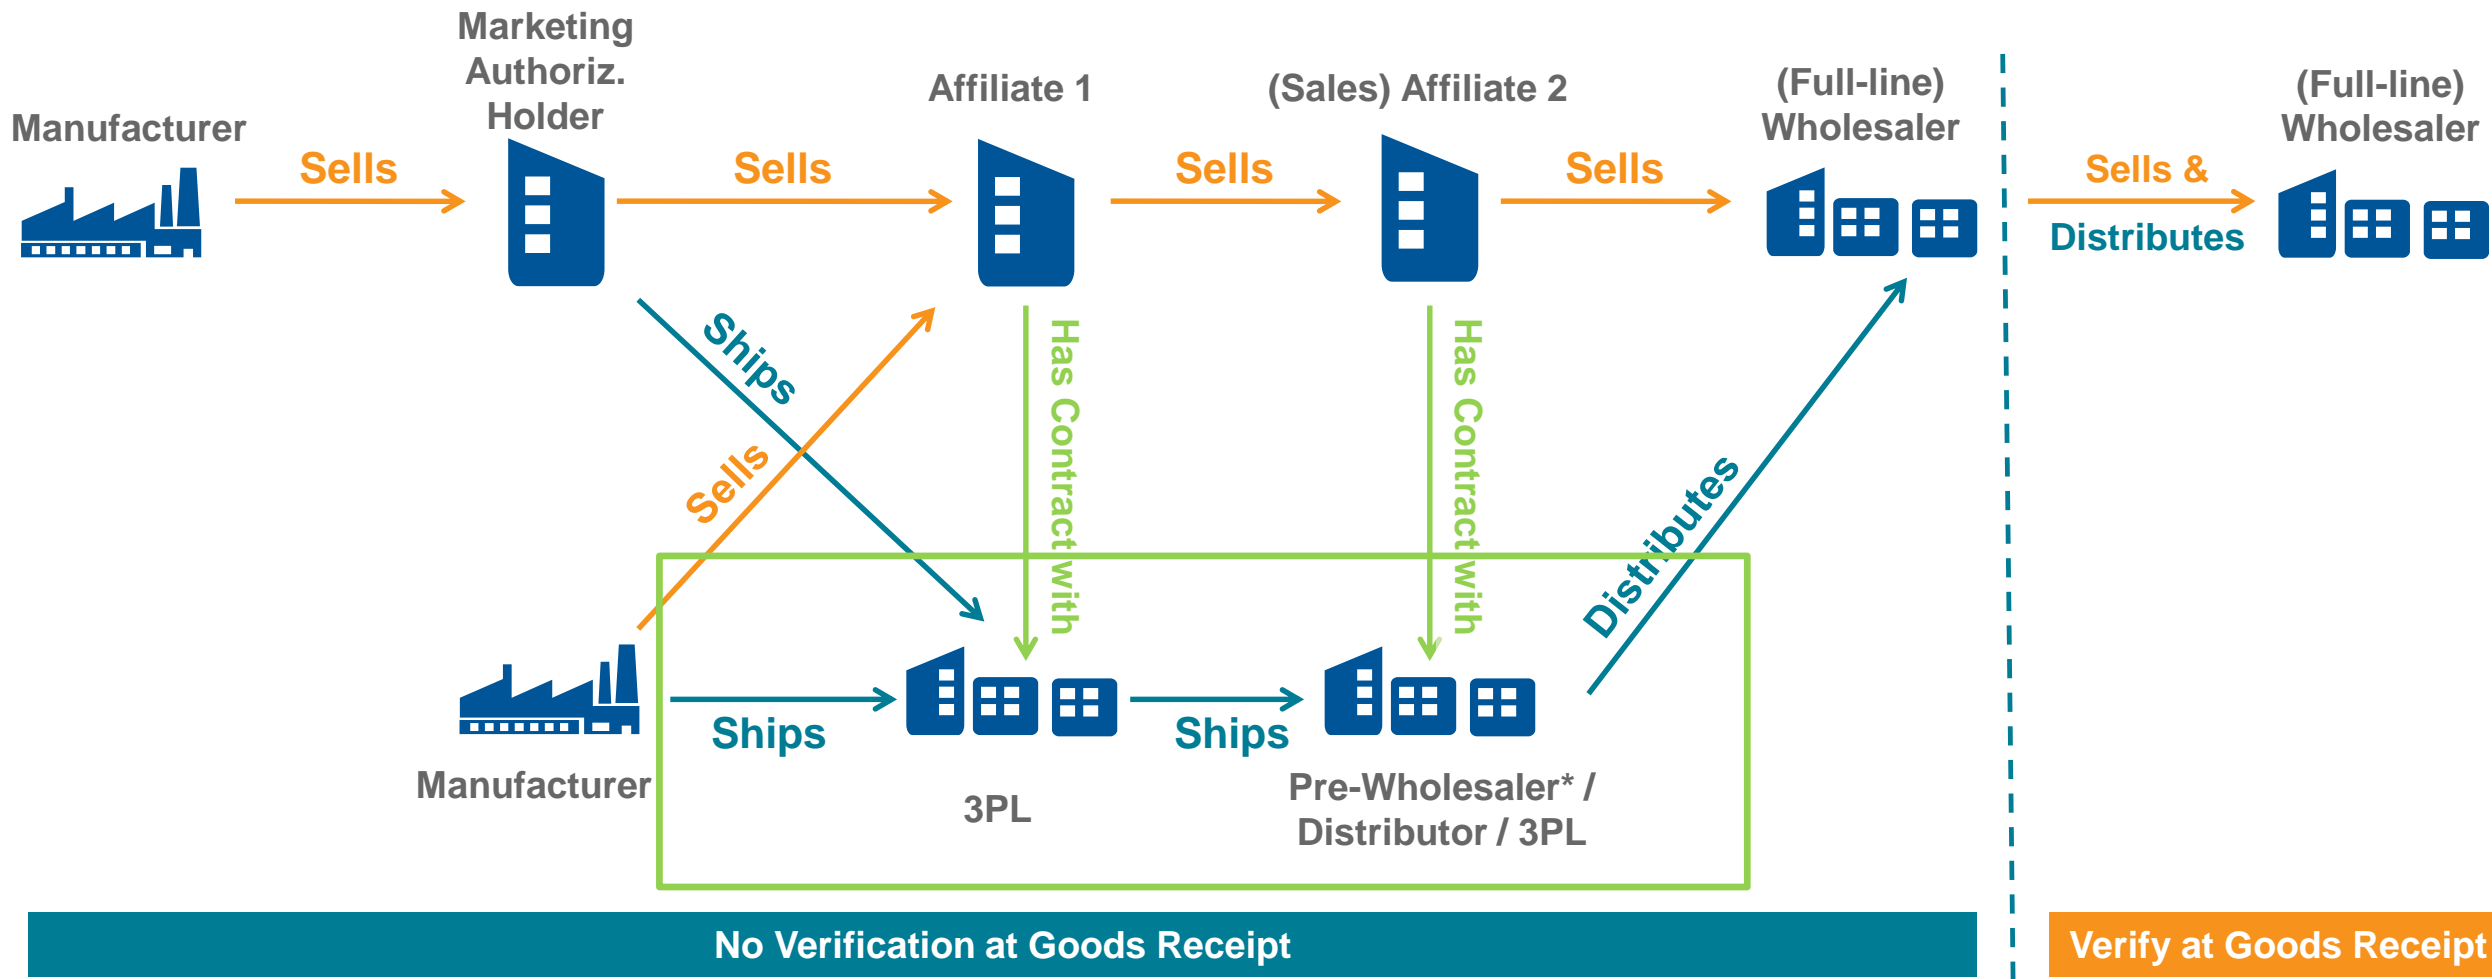 Marketing
Authoriz.
Holder
Manufacturer
Affiliate 1
(Sales) Affiliate 2
(Full-line)
Wholesaler
(Full-line)
Wholesaler
Sells
Sells
Sells
Sells
Sells &
Distributes
Ships
Sells
Has Contract with
Has Contract with
Distributes
Ships
Ships
Manufacturer
3PL
Pre-Wholesaler* /
Distributor / 3PL
No Verification at Goods Receipt
Verify at Goods Receipt